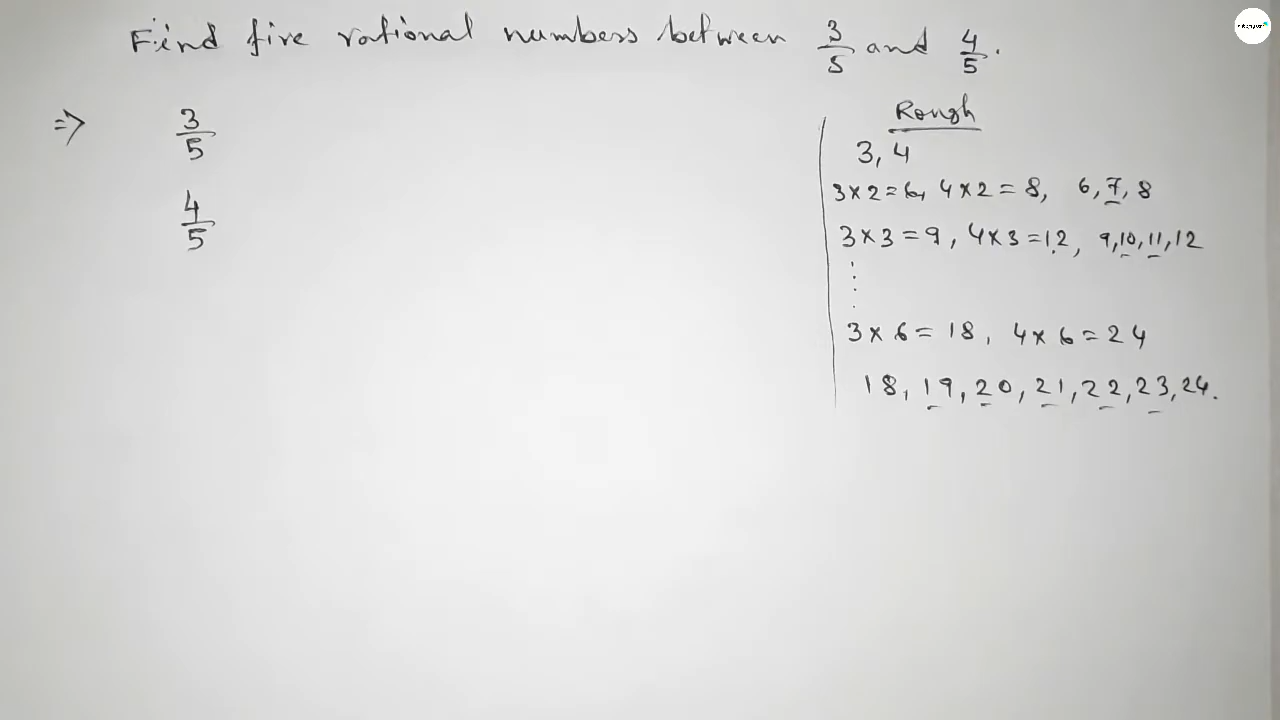 Find five rational numbers between 3/5 and 4/5.
⇒ 3/5
4/5
Rough
3, 4
3×2=6, 4×2=8, 6, 7, 8
3×3=9, 4×3=12, 9, 10, 11, 12
⋮
3×6=18, 4×6=24
18, 19, 20, 21, 22, 23, 24.